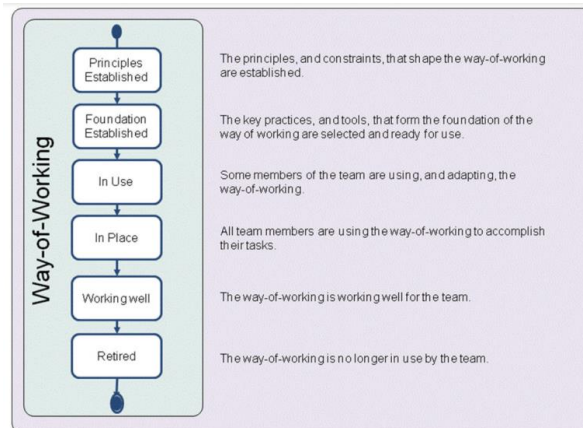 Way-of-Working
Principles
Established
The principles, and constraints, that shape the way-of-working
are established.
Foundation
Established
The key practices, and tools, that form the foundation of the
way of working are selected and ready for use.
In Use
Some members of the team are using, and adapting, the
way-of-working.
In Place
All team members are using the way-of-working to accomplish
their tasks.
Working well
The way-of-working is working well for the team.
Retired
The way-of-working is no longer in use by the team.